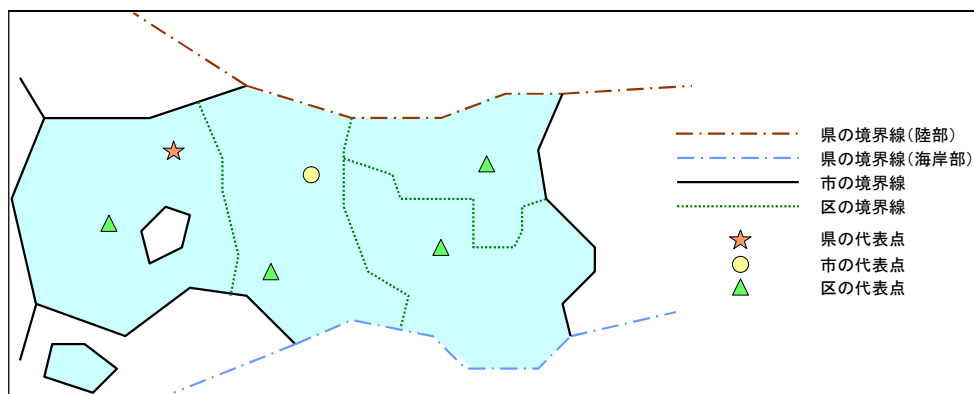 県の境界線(陸部)
県の境界線(海岸部)
市の境界線
区の境界線
県の代表点
市の代表点
区の代表点